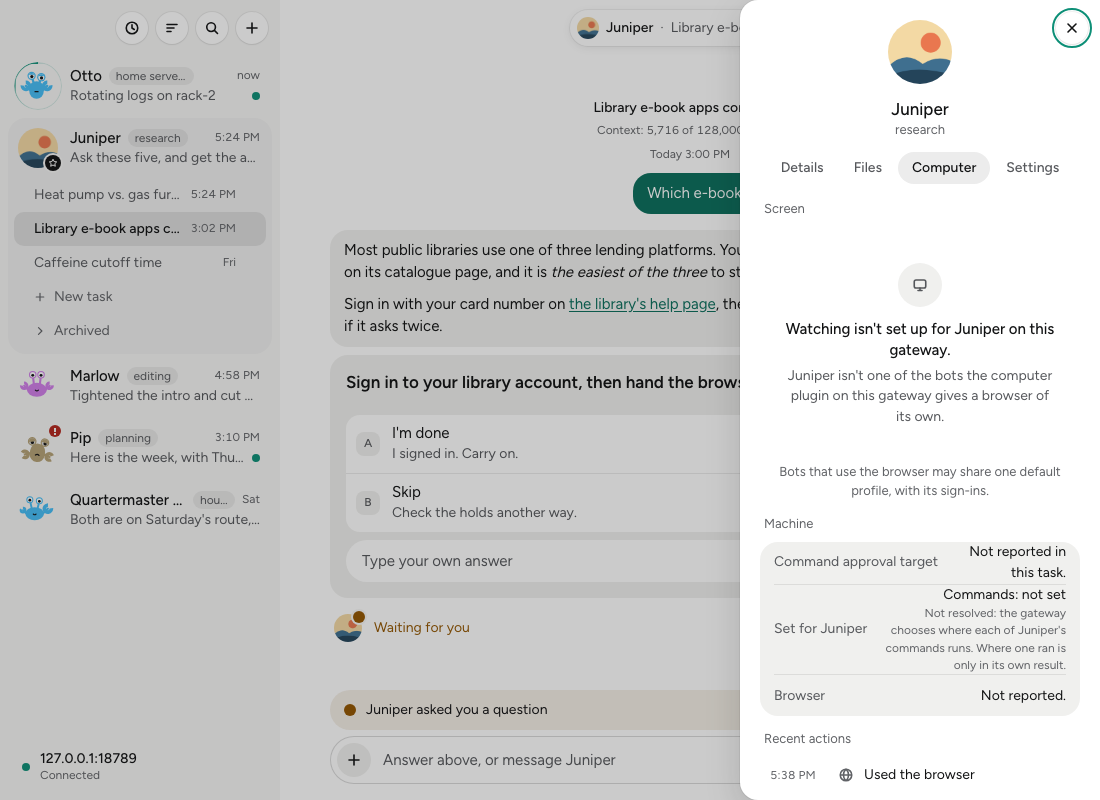 Otto home serve... now
Rotating logs on rack-2
Juniper research 5:24 PM
Ask these five, and get the a...
Heat pump vs. gas fur... 5:24 PM
Library e-book apps c... 3:02 PM
Caffeine cutoff time Fri
New task
Archived
Marlow editing 4:58 PM
Tightened the intro and cut ...
Pip planning 3:10 PM
Here is the week, with Thu...
Quartermaster ... hou... Sat
Both are on Saturday's route,...
127.0.0.1:18789
Connected
Juniper · Library e-b
Library e-book apps co
Context: 5,716 of 128,000
Today 3:00 PM
Which e-book
Most public libraries use one of three lending platforms. You
on its catalogue page, and it is the easiest of the three to st
Sign in with your card number on the library's help page, the
if it asks twice.
Sign in to your library account, then hand the brows
A I'm done
I signed in. Carry on.
B Skip
Check the holds another way.
Type your own answer
Waiting for you
Juniper asked you a question
Answer above, or message Juniper
Juniper
research
Details Files Computer Settings
Screen
Watching isn't set up for Juniper on this
gateway.
Juniper isn't one of the bots the computer
plugin on this gateway gives a browser of
its own.
Bots that use the browser may share one default
profile, with its sign-ins.
Machine
Command approval target Not reported in
this task.
Set for Juniper Commands: not set
Not resolved: the gateway
chooses where each of Juniper's
commands runs. Where one ran is
only in its own result.
Browser Not reported.
Recent actions
5:38 PM Used the browser